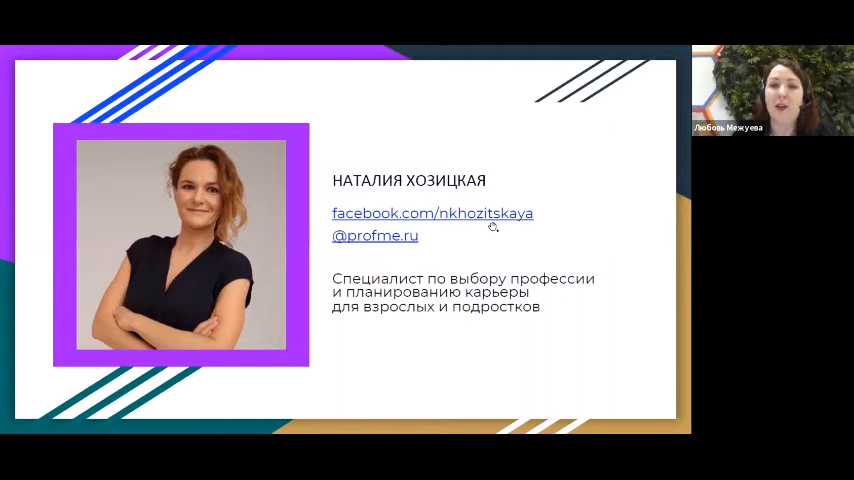 НАТАЛИЯ ХОЗИЦКАЯ
facebook.com/nkhozitskaya
@profme.ru
Специалист по выбору профессии
и планированию карьеры
для взрослых и подростков
Любовь Межуева